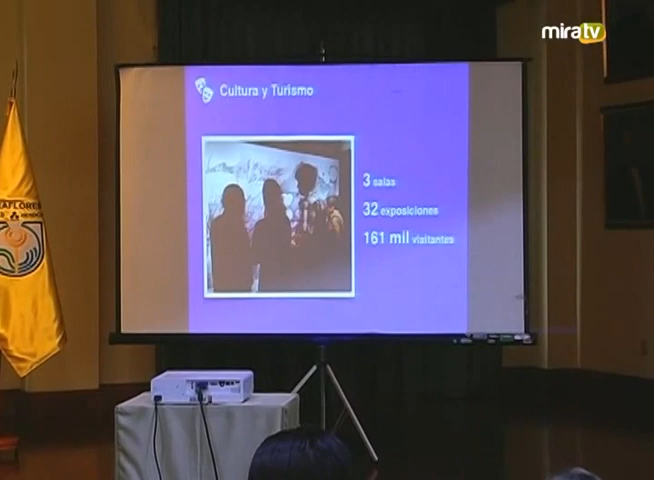 miratv
Cultura y Turismo
3 salas
32 exposiciones
161 mil visitantes